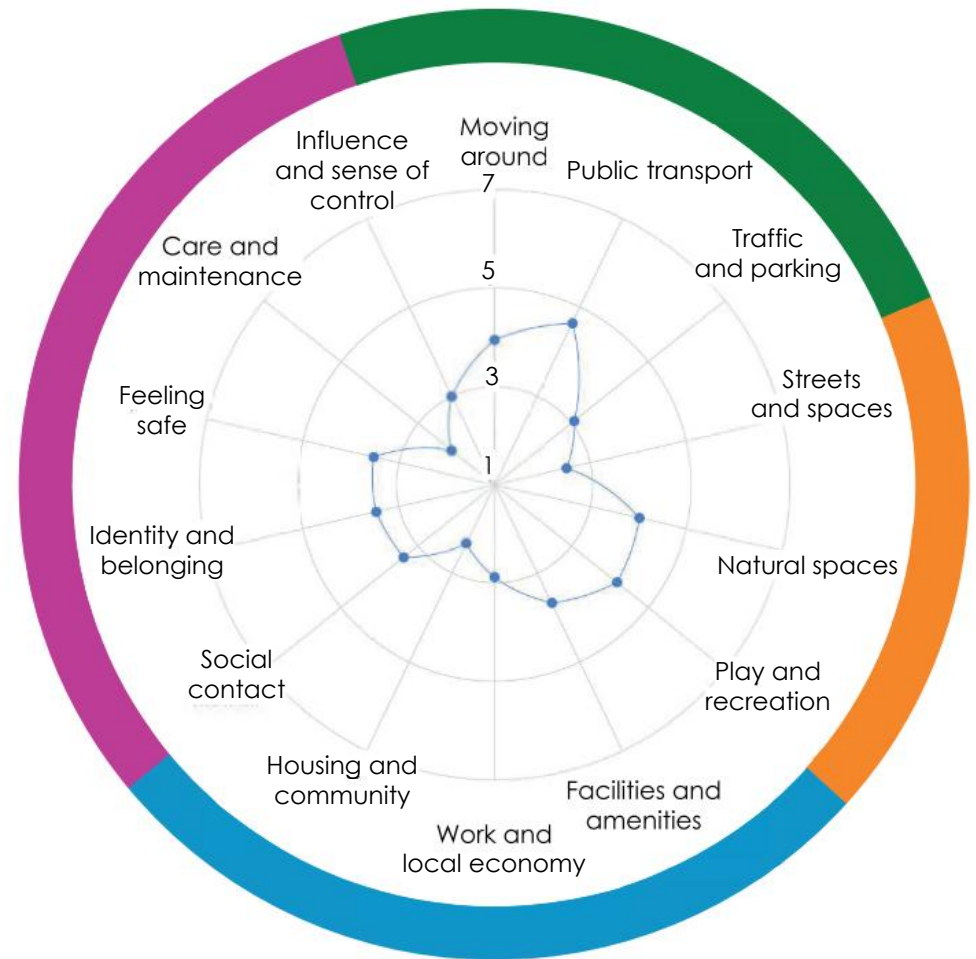 Moving
around
Public transport
Traffic
and parking
Streets
and spaces
Natural spaces
Play and
recreation
Facilities and
amenities
Work and
local economy
Housing and
community
Social
contact
Identity and
belonging
Feeling
safe
Care and
maintenance
Influence
and sense of
control
7
5
3
1